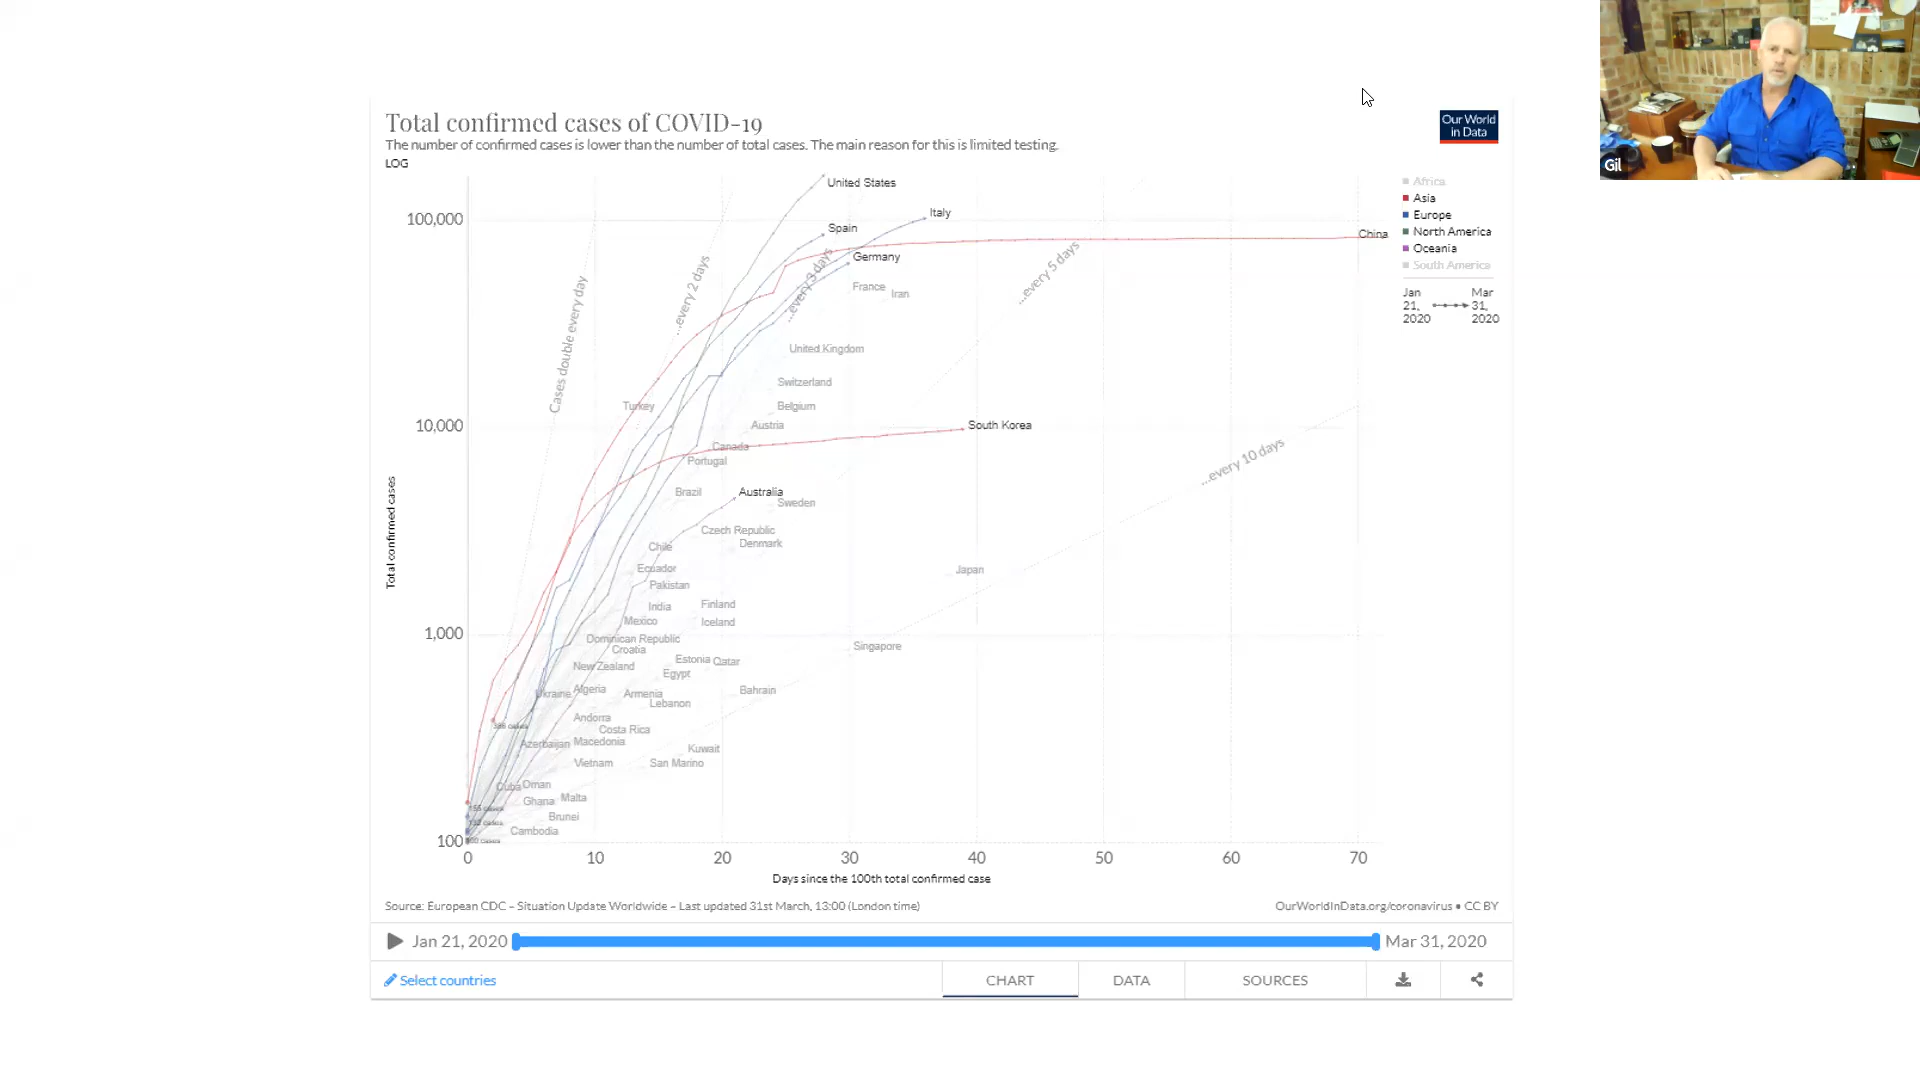 Total confirmed cases of COVID-19
The number of confirmed cases is lower than the number of total cases. The main reason for this is limited testing.
LOG
Our World
in Data
Gil
100,000
10,000
1,000
100
Total confirmed cases
0
10
20
30
40
50
60
70
Days since the 100th total confirmed case
Cases double every day
...every 2 days
...every 3 days
...every 5 days
...every 10 days
United States
Italy
Spain
China
Germany
France
Iran
United Kingdom
Switzerland
Turkey
Belgium
Austria
South Korea
Canada
Portugal
Brazil
Australia
Sweden
Czech Republic
Chile
Denmark
Ecuador
Japan
Pakistan
India
Finland
Mexico
Iceland
Dominican Republic
Croatia
Singapore
New Zealand
Estonia
Qatar
Egypt
Ukraine
Algeria
Armenia
Bahrain
Lebanon
Andorra
Costa Rica
Azerbaijan
Macedonia
Kuwait
Vietnam
San Marino
Cuba
Oman
Ghana
Malta
Brunei
Cambodia
Africa
Asia
Europe
North America
Oceania
South America
Jan
21,
2020
Mar
31,
2020
Source: European CDC – Situation Update Worldwide – Last updated 31st March, 13:00 (London time)
OurWorldInData.org/coronavirus • CC BY
Jan 21, 2020
Mar 31, 2020
Select countries
CHART
DATA
SOURCES